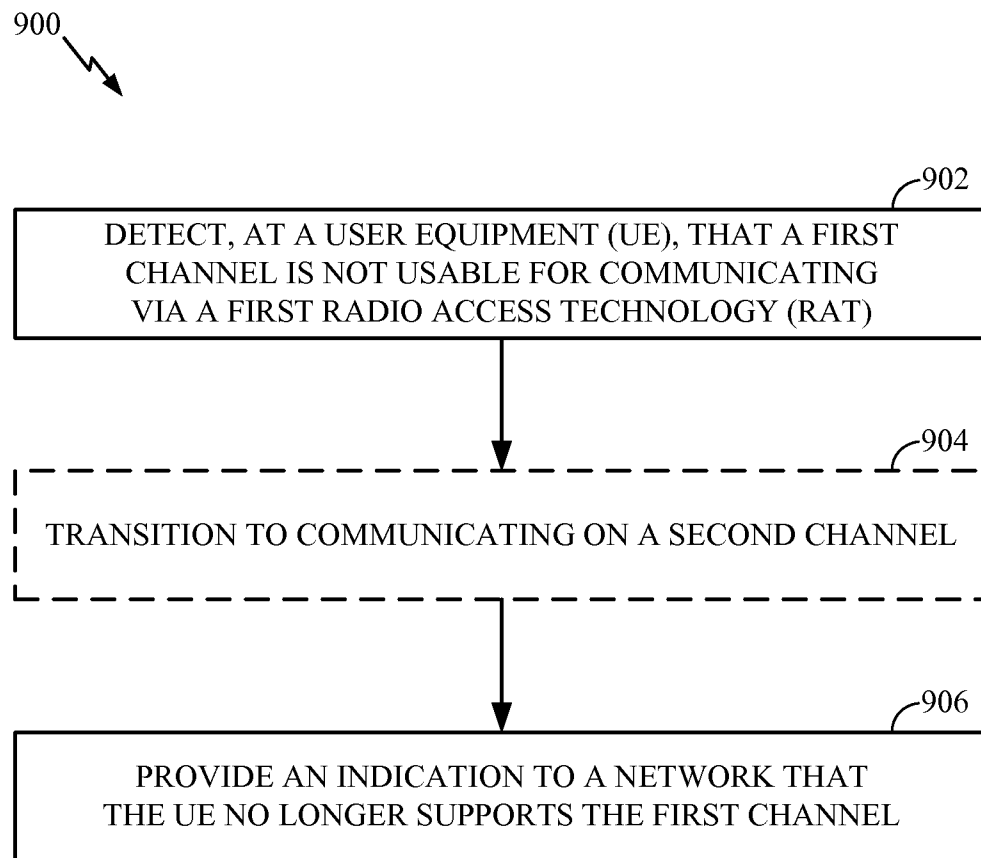 900
902
DETECT, AT A USER EQUIPMENT (UE), THAT A FIRST
CHANNEL IS NOT USABLE FOR COMMUNICATING
VIA A FIRST RADIO ACCESS TECHNOLOGY (RAT)
904
TRANSITION TO COMMUNICATING ON A SECOND CHANNEL
906
PROVIDE AN INDICATION TO A NETWORK THAT
THE UE NO LONGER SUPPORTS THE FIRST CHANNEL